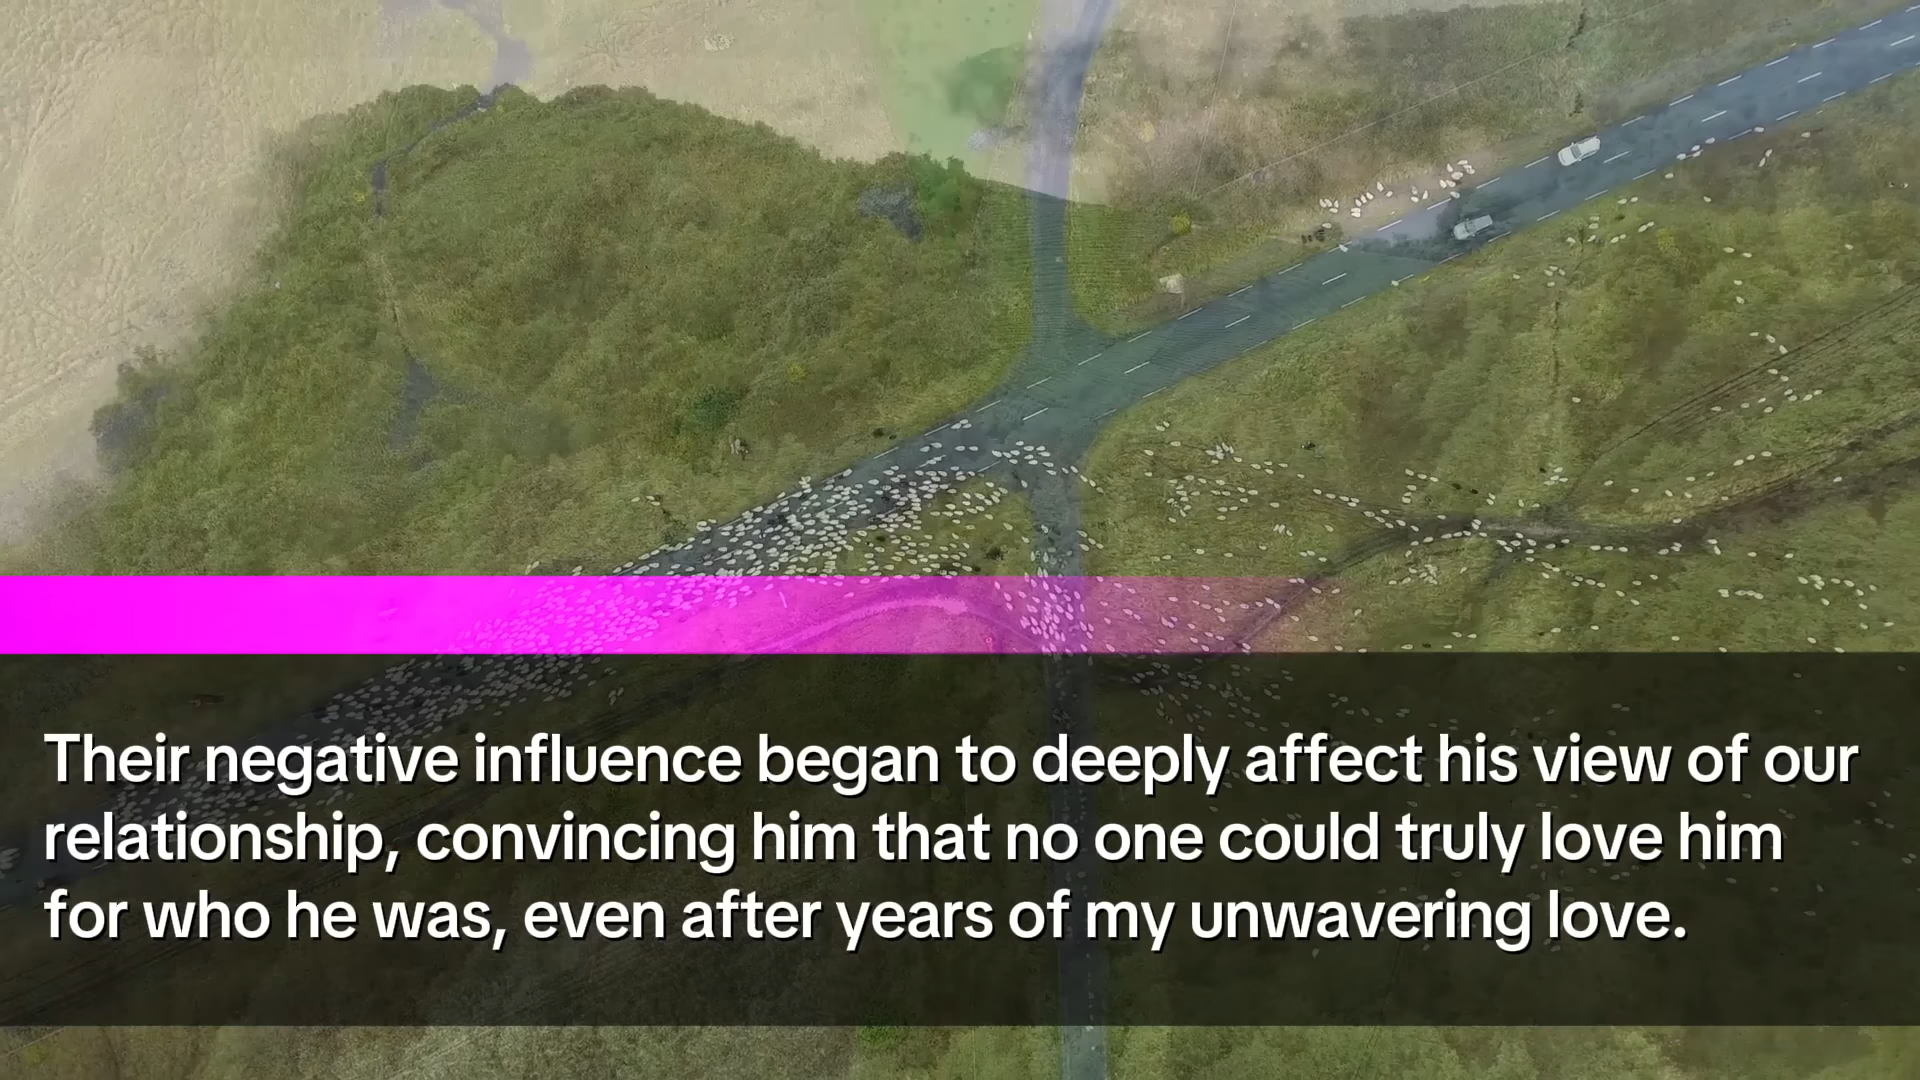 Their negative influence began to deeply affect his view of our
relationship, convincing him that no one could truly love him
for who he was, even after years of my unwavering love.